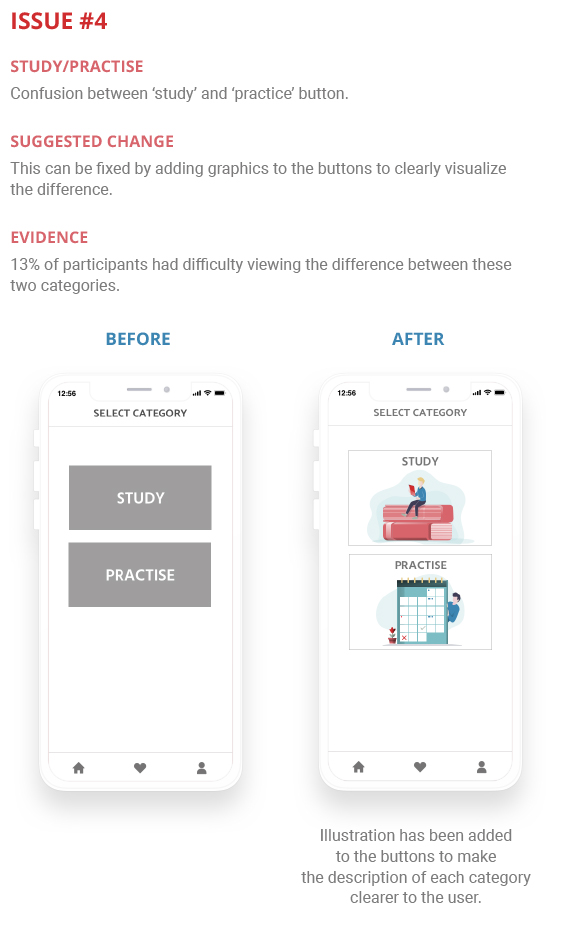 ISSUE #4
STUDY/PRACTISE
Confusion between ‘study’ and ‘practice’ button.
SUGGESTED CHANGE
This can be fixed by adding graphics to the buttons to clearly visualize
the difference.
EVIDENCE
13% of participants had difficulty viewing the difference between these
two categories.
BEFORE
12:56
SELECT CATEGORY
STUDY
PRACTISE
AFTER
12:56
SELECT CATEGORY
STUDY
PRACTISE
Illustration has been added
to the buttons to make
the description of each category
clearer to the user.